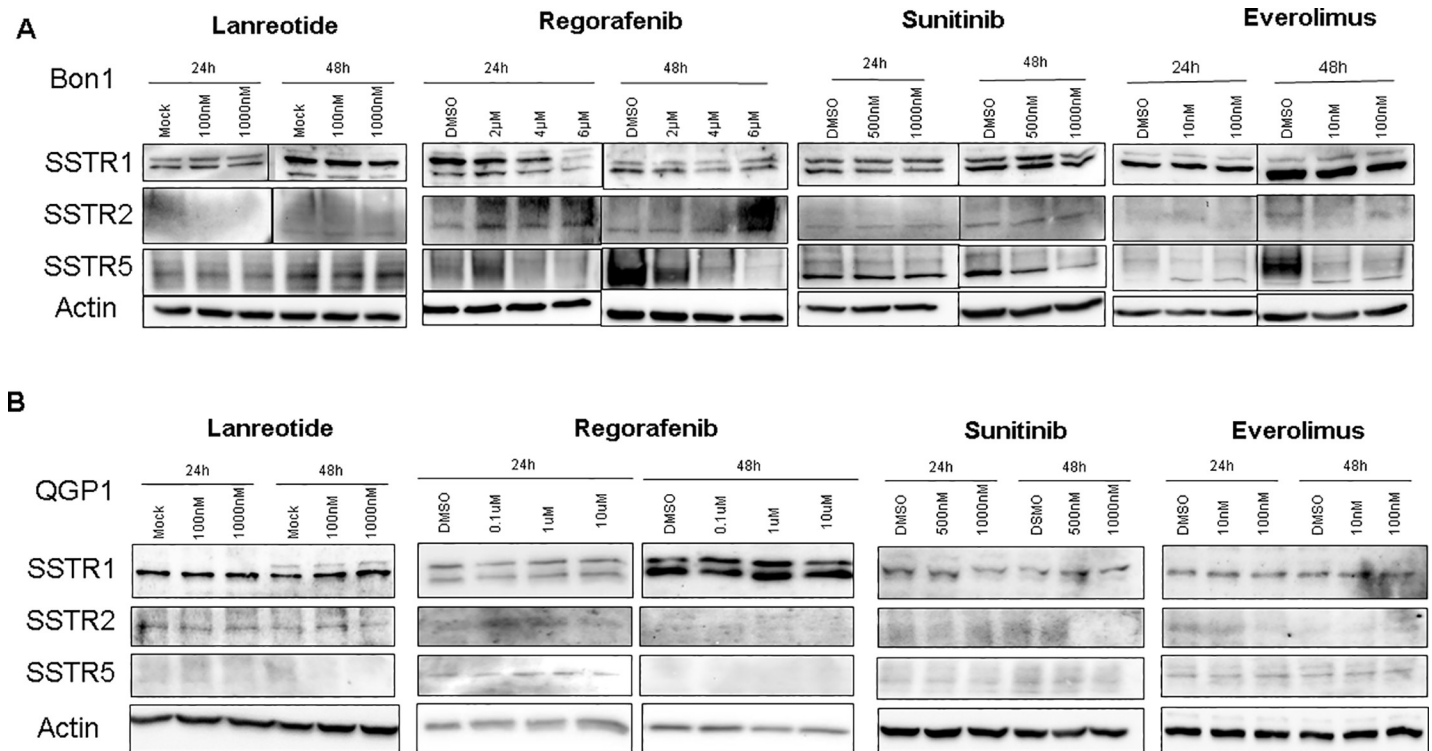 A
Lanreotide Regorafenib Sunitinib Everolimus
Bon1
24h 48h 24h 48h 24h 48h 24h 48h
Mock 100nM 1000nM Mock 100nM 1000nM DMSO 2µM 4µM 6µM DMSO 2µM 4µM 6µM DMSO 500nM 1000nM DMSO 500nM 1000nM DMSO 10nM 100nM DMSO 10nM 100nM
SSTR1
SSTR2
SSTR5
Actin
B
Lanreotide Regorafenib Sunitinib Everolimus
QGP1
24h 48h 24h 48h 24h 48h 24h 48h
Mock 100nM 1000nM Mock 100nM 1000nM DMSO 0.1uM 1uM 10uM DMSO 0.1uM 1uM 10uM DMSO 500nM 1000nM DSMO 500nM 1000nM DMSO 10nM 100nM DMSO 10nM 100nM
SSTR1
SSTR2
SSTR5
Actin